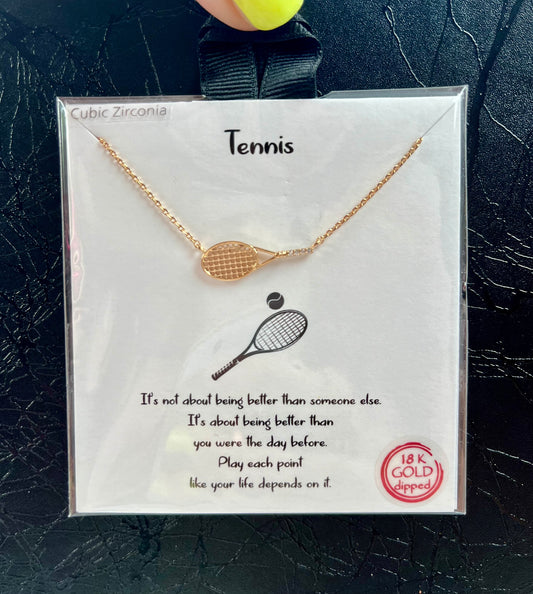 Cubic Zirconia
Tennis
It's not about being better than someone else.
It's about being better than
you were the day before.
Play each point
like your life depends on it.
18 K
GOLD
dipped